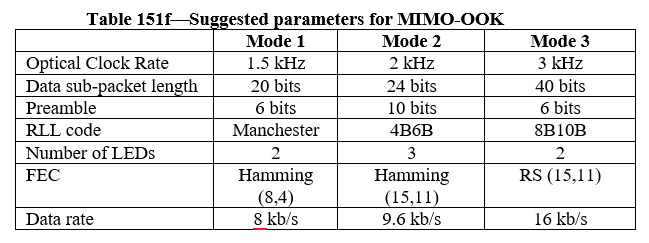 Table 151f—Suggested parameters for MIMO-OOK
Mode 1 Mode 2 Mode 3
Optical Clock Rate 1.5 kHz 2 kHz 3 kHz
Data sub-packet length 20 bits 24 bits 40 bits
Preamble 6 bits 10 bits 6 bits
RLL code Manchester 4B6B 8B10B
Number of LEDs 2 3 2
FEC Hamming Hamming RS (15,11)
(8,4) (15,11)
Data rate 8 kb/s 9.6 kb/s 16 kb/s